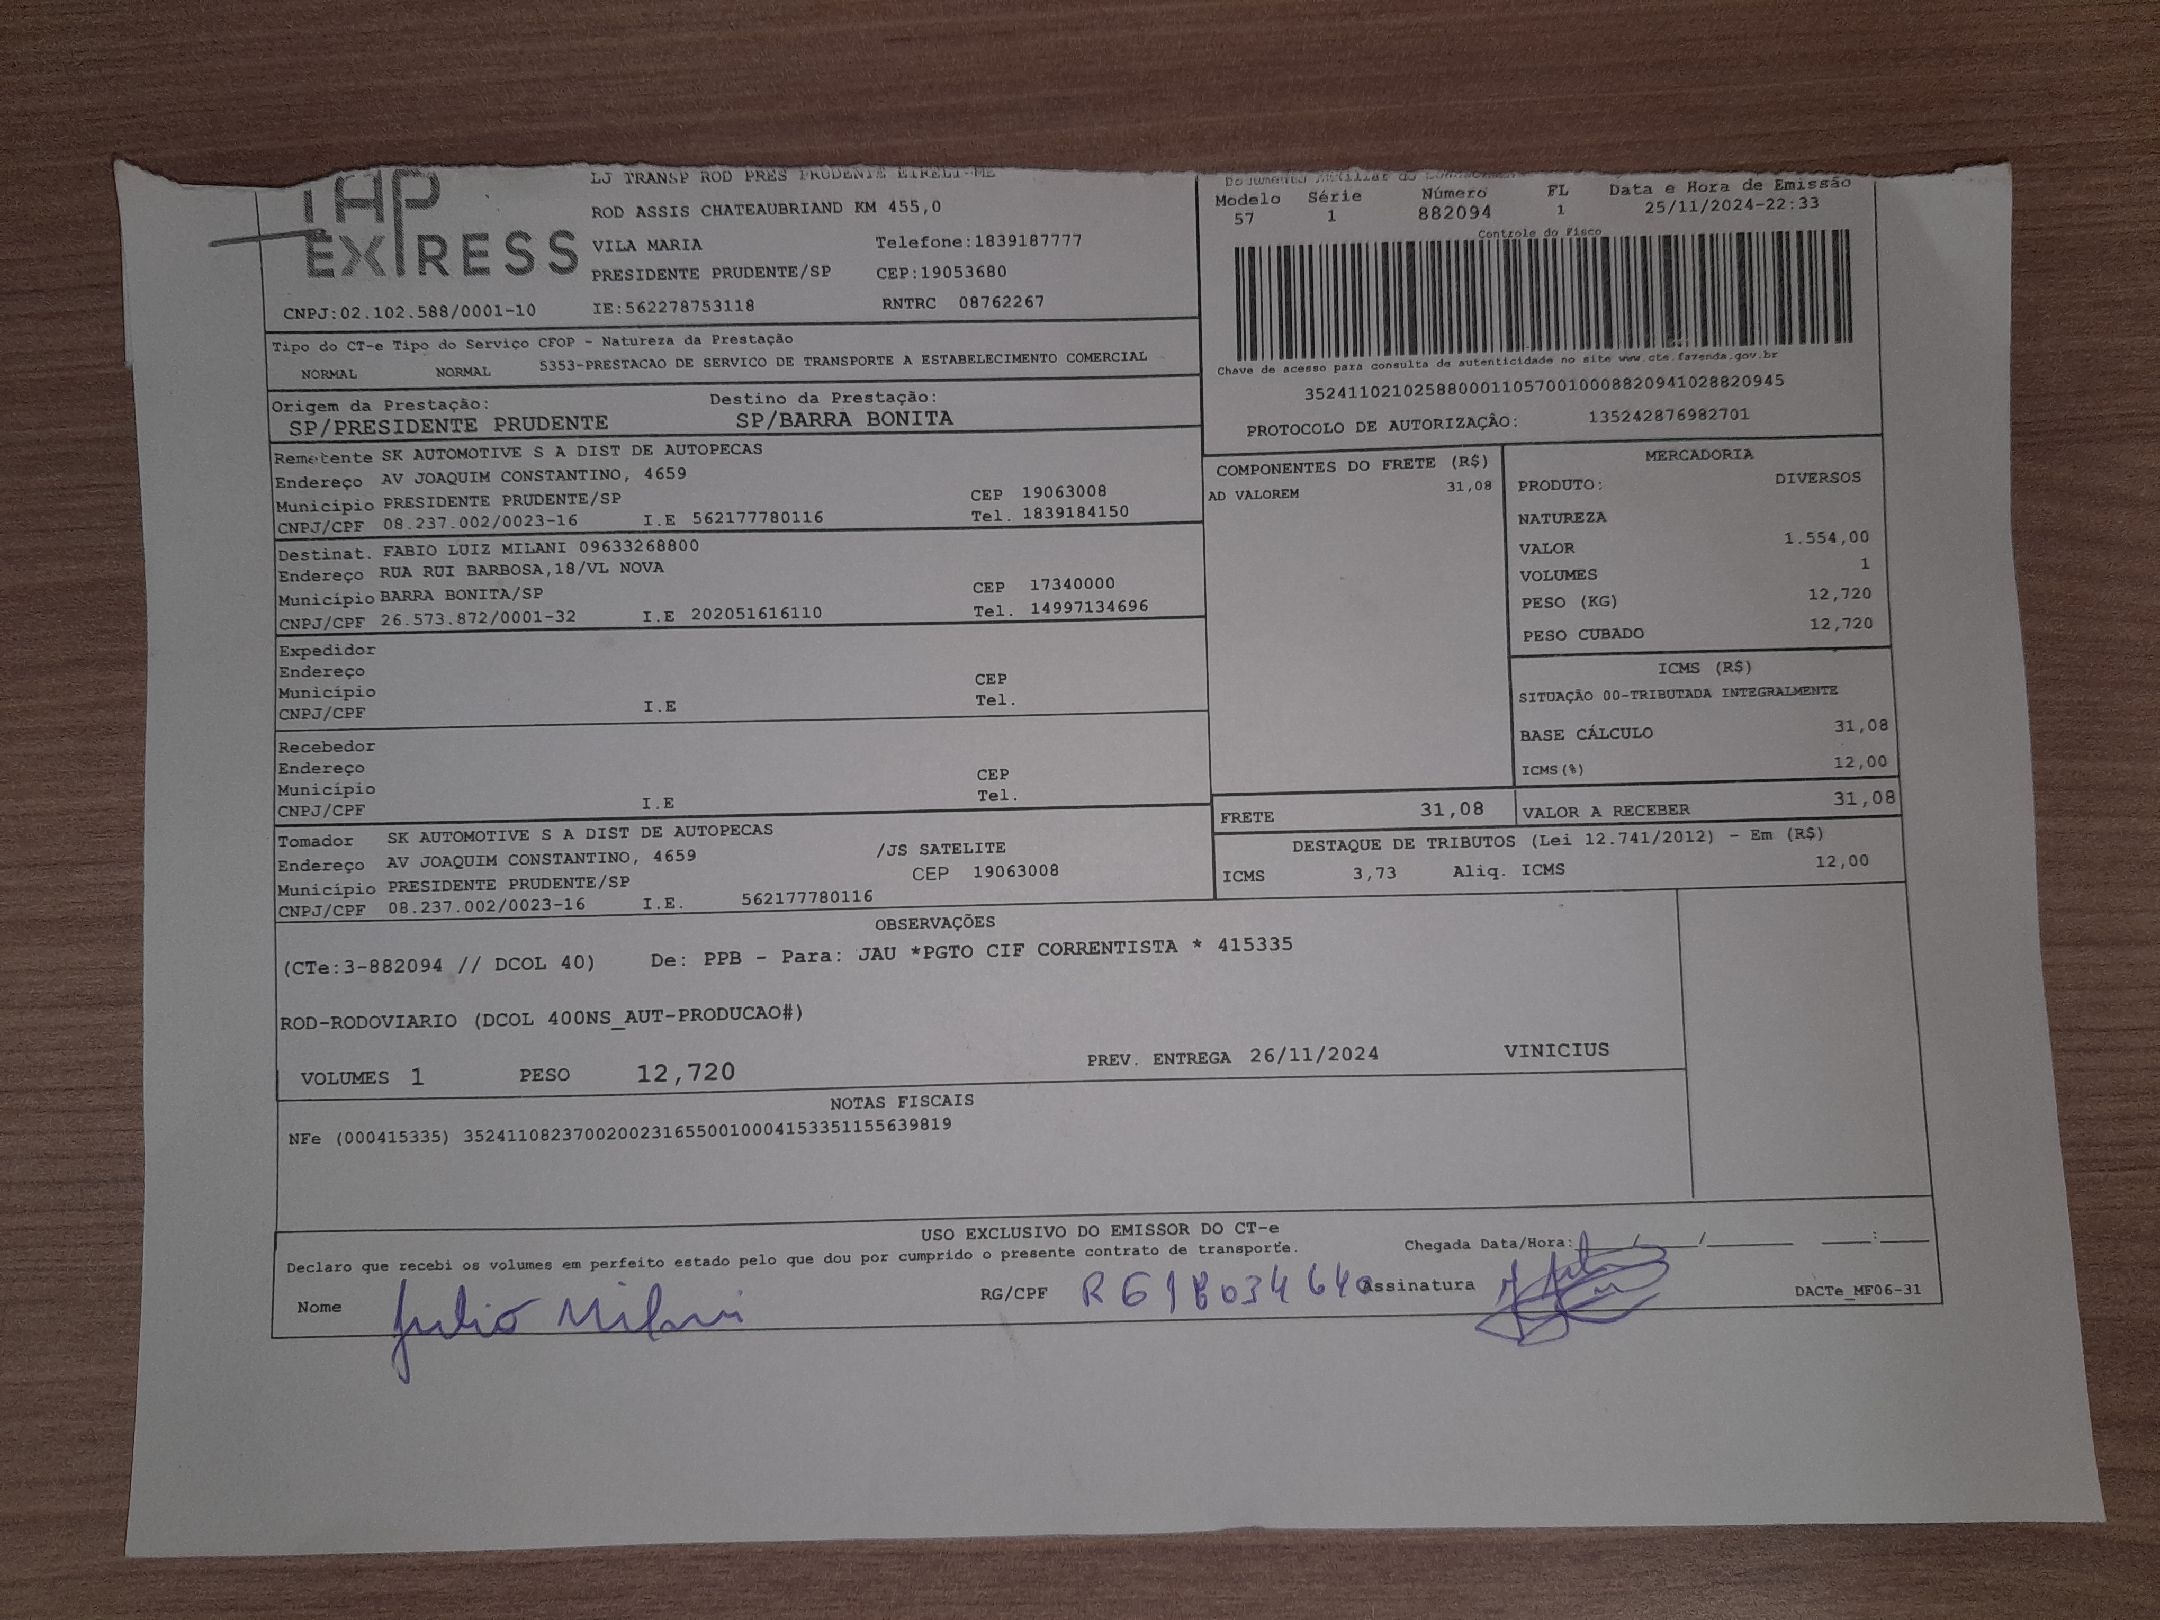 TAP
EXPRESS
LJ TRANSP ROD PRES PRUDENTE EIRELI-ME
ROD ASSIS CHATEAUBRIAND KM 455,0
VILA MARIA Telefone:1839187777
PRESIDENTE PRUDENTE/SP CEP:19053680
CNPJ:02.102.588/0001-10 IE:562278753118 RNTRC 08762267
Documento Auxiliar do
Modelo Série Número FL Data e Hora de Emissão
57 1 882094 1 25/11/2024-22:33
Controle do Fisco
Chave de acesso para consulta de autenticidade no site www.cte.fazenda.gov.br
35241102102588000110570010008820941028820945
PROTOCOLO DE AUTORIZAÇÃO: 135242876982701
Tipo do CT-e Tipo do Serviço CFOP - Natureza da Prestação
NORMAL NORMAL 5353-PRESTACAO DE SERVICO DE TRANSPORTE A ESTABELECIMENTO COMERCIAL
Origem da Prestação: Destino da Prestação:
SP/PRESIDENTE PRUDENTE SP/BARRA BONITA
Remetente SK AUTOMOTIVE S A DIST DE AUTOPECAS
Endereço AV JOAQUIM CONSTANTINO, 4659
Município PRESIDENTE PRUDENTE/SP CEP 19063008
CNPJ/CPF 08.237.002/0023-16 I.E 562177780116 Tel. 1839184150
Destinat. FABIO LUIZ MILANI 09633268800
Endereço RUA RUI BARBOSA,18/VL NOVA
Município BARRA BONITA/SP CEP 17340000
CNPJ/CPF 26.573.872/0001-32 I.E 202051616110 Tel. 14997134696
Expedidor
Endereço
Município CEP
CNPJ/CPF I.E Tel.
Recebedor
Endereço
Município CEP
CNPJ/CPF I.E Tel.
Tomador SK AUTOMOTIVE S A DIST DE AUTOPECAS
Endereço AV JOAQUIM CONSTANTINO, 4659 /JS SATELITE
Município PRESIDENTE PRUDENTE/SP CEP 19063008
CNPJ/CPF 08.237.002/0023-16 I.E. 562177780116
COMPONENTES DO FRETE (R$)
AD VALOREM 31,08
MERCADORIA
PRODUTO: DIVERSOS
NATUREZA
VALOR 1.554,00
VOLUMES 1
PESO (KG) 12,720
PESO CUBADO 12,720
ICMS (R$)
SITUAÇÃO 00-TRIBUTADA INTEGRALMENTE
BASE CÁLCULO 31,08
ICMS(%) 12,00
FRETE 31,08 VALOR A RECEBER 31,08
DESTAQUE DE TRIBUTOS (Lei 12.741/2012) - Em (R$)
ICMS 3,73 Aliq. ICMS 12,00
OBSERVAÇÕES
(CTe:3-882094 // DCOL 40) De: PPB - Para: JAU *PGTO CIF CORRENTISTA * 415335
ROD-RODOVIARIO (DCOL 400NS_AUT-PRODUCAO#)
VOLUMES 1 PESO 12,720 PREV. ENTREGA 26/11/2024 VINICIUS
NOTAS FISCAIS
NFe (000415335) 35241108237002002316550010004153351155639819
USO EXCLUSIVO DO EMISSOR DO CT-e
Declaro que recebi os volumes em perfeito estado pelo que dou por cumprido o presente contrato de transporte. Chegada Data/Hora: / / :
Nome Julio Milani RG/CPF Assinatura DACTe_MF06-31